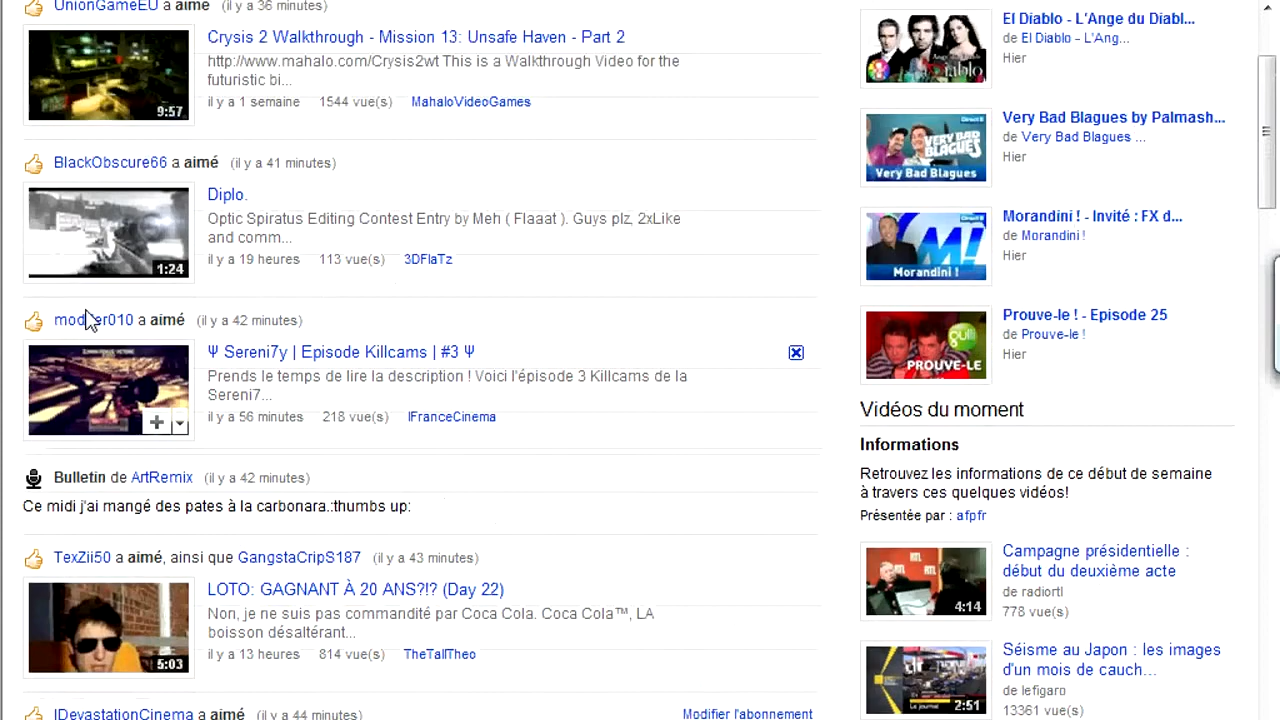 UnionGameEU a aimé (il y a 36 minutes)
Crysis 2 Walkthrough - Mission 13: Unsafe Haven - Part 2
http://www.mahalo.com/Crysis2wt This is a Walkthrough Video for the
futuristic bi...
il y a 1 semaine 1544 vue(s) MahaloVideoGames
9:57
BlackObscure66 a aimé (il y a 41 minutes)
Diplo.
Optic Spiratus Editing Contest Entry by Meh ( Flaaat ). Guys plz, 2xLike
and comm...
il y a 19 heures 113 vue(s) 3DFlaTz
1:24
a aimé (il y a 42 minutes)
Ψ Sereni7y | Episode Killcams | #3 Ψ
Prends le temps de lire la description ! Voici l'épisode 3 Killcams de la
Sereni7...
il y a 56 minutes 218 vue(s) IFranceCinema
Bulletin de ArtRemix (il y a 42 minutes)
Ce midi j'ai mangé des pates à la carbonara.:thumbs up:
TexZii50 a aimé, ainsi que GangstaCripS187 (il y a 43 minutes)
LOTO: GAGNANT À 20 ANS?!? (Day 22)
Non, je ne suis pas commandité par Coca Cola. Coca Cola™, LA
boisson désaltérant...
il y a 13 heures 814 vue(s) TheTallTheo
5:03
IDevastationCinema a aimé (il y a 44 minutes)
Modifier l'abonnement
El Diablo - L'Ange du Diabl...
de El Diablo - L'Ang...
Hier
Very Bad Blagues by Palmash...
de Very Bad Blagues ...
Hier
VERY BAD
BLAGUES
Very Bad Blagues
Morandini ! - Invité : FX d...
de Morandini !
Hier
M!
Morandini !
Prouve-le ! - Episode 25
de Prouve-le !
Hier
gulli
PROUVE-LE
Vidéos du moment
Informations
Retrouvez les informations de ce début de semaine
à travers ces quelques vidéos!
Présentée par : afpfr
Campagne présidentielle :
début du deuxième acte
de radiortl
778 vue(s)
RTL
4:14
Séisme au Japon : les images
d'un mois de cauch...
de lefigaro
13361 vue(s)
2:51